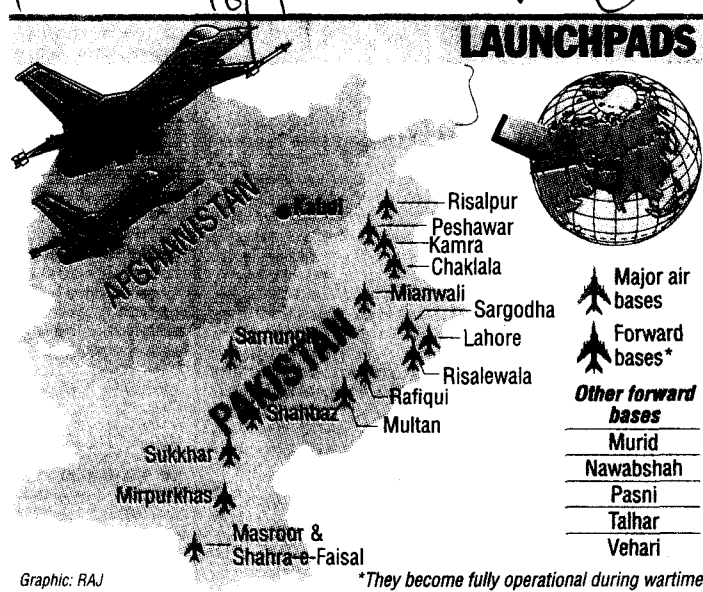 LAUNCHPADS
AFGHANISTAN
Kabul
Risalpur
Peshawar
Kamra
Chaklala
Mianwali
Sargodha
Lahore
Risalewala
Rafiqui
Multan
PAKISTAN
Shahbaz
Sukkhar
Mirpurkhas
Masroor &
Shahra-e-Faisal
Major air
bases
Forward
bases*
Other forward
bases
Murid
Nawabshah
Pasni
Talhar
Vehari
Graphic: RAJ
*They become fully operational during wartime